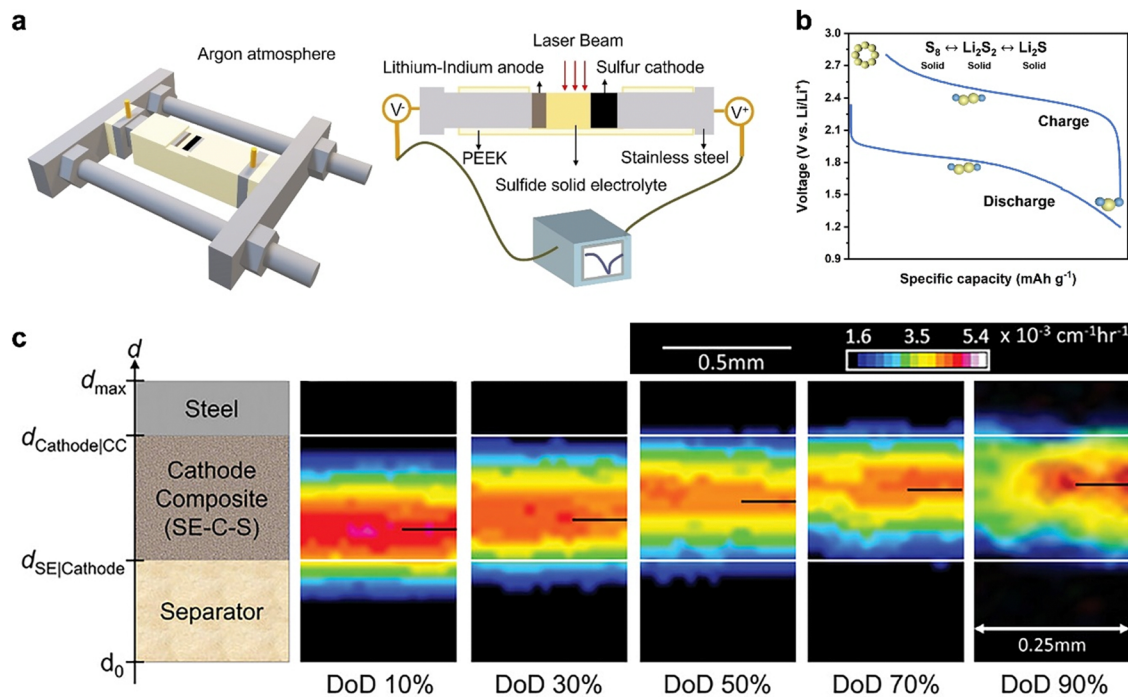 a
Argon atmosphere
Laser Beam
Lithium-Indium anode
Sulfur cathode
V-
V+
PEEK
Stainless steel
Sulfide solid electrolyte
b
S8 ↔ Li2S2 ↔ Li2S
Solid Solid Solid
Charge
Discharge
Voltage (V vs. Li/Li+)
3.0
2.7
2.4
2.1
1.8
1.5
1.2
0.9
Specific capacity (mAh g-1)
c
d
dmax
dCathode|CC
dSE|Cathode
d0
Steel
Cathode
Composite
(SE-C-S)
Separator
0.5mm
1.6 3.5 5.4 x 10-3 cm-1hr-1
0.25mm
DoD 10% DoD 30% DoD 50% DoD 70% DoD 90%